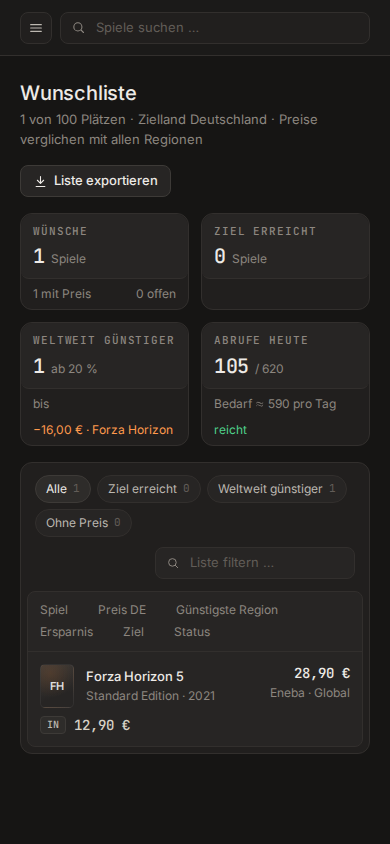 Spiele suchen ...
Wunschliste
1 von 100 Plätzen · Zielland Deutschland · Preise
verglichen mit allen Regionen
Liste exportieren
WÜNSCHE
1 Spiele
1 mit Preis 0 offen
ZIEL ERREICHT
0 Spiele
WELTWEIT GÜNSTIGER
1 ab 20 %
bis
−16,00 € · Forza Horizon
ABRUFE HEUTE
105 / 620
Bedarf ≈ 590 pro Tag
reicht
Alle 1 Ziel erreicht 0 Weltweit günstiger 1
Ohne Preis 0
Liste filtern ...
Spiel Preis DE Günstigste Region
Ersparnis Ziel Status
FH
Forza Horizon 5
Standard Edition · 2021
28,90 €
Eneba · Global
IN 12,90 €